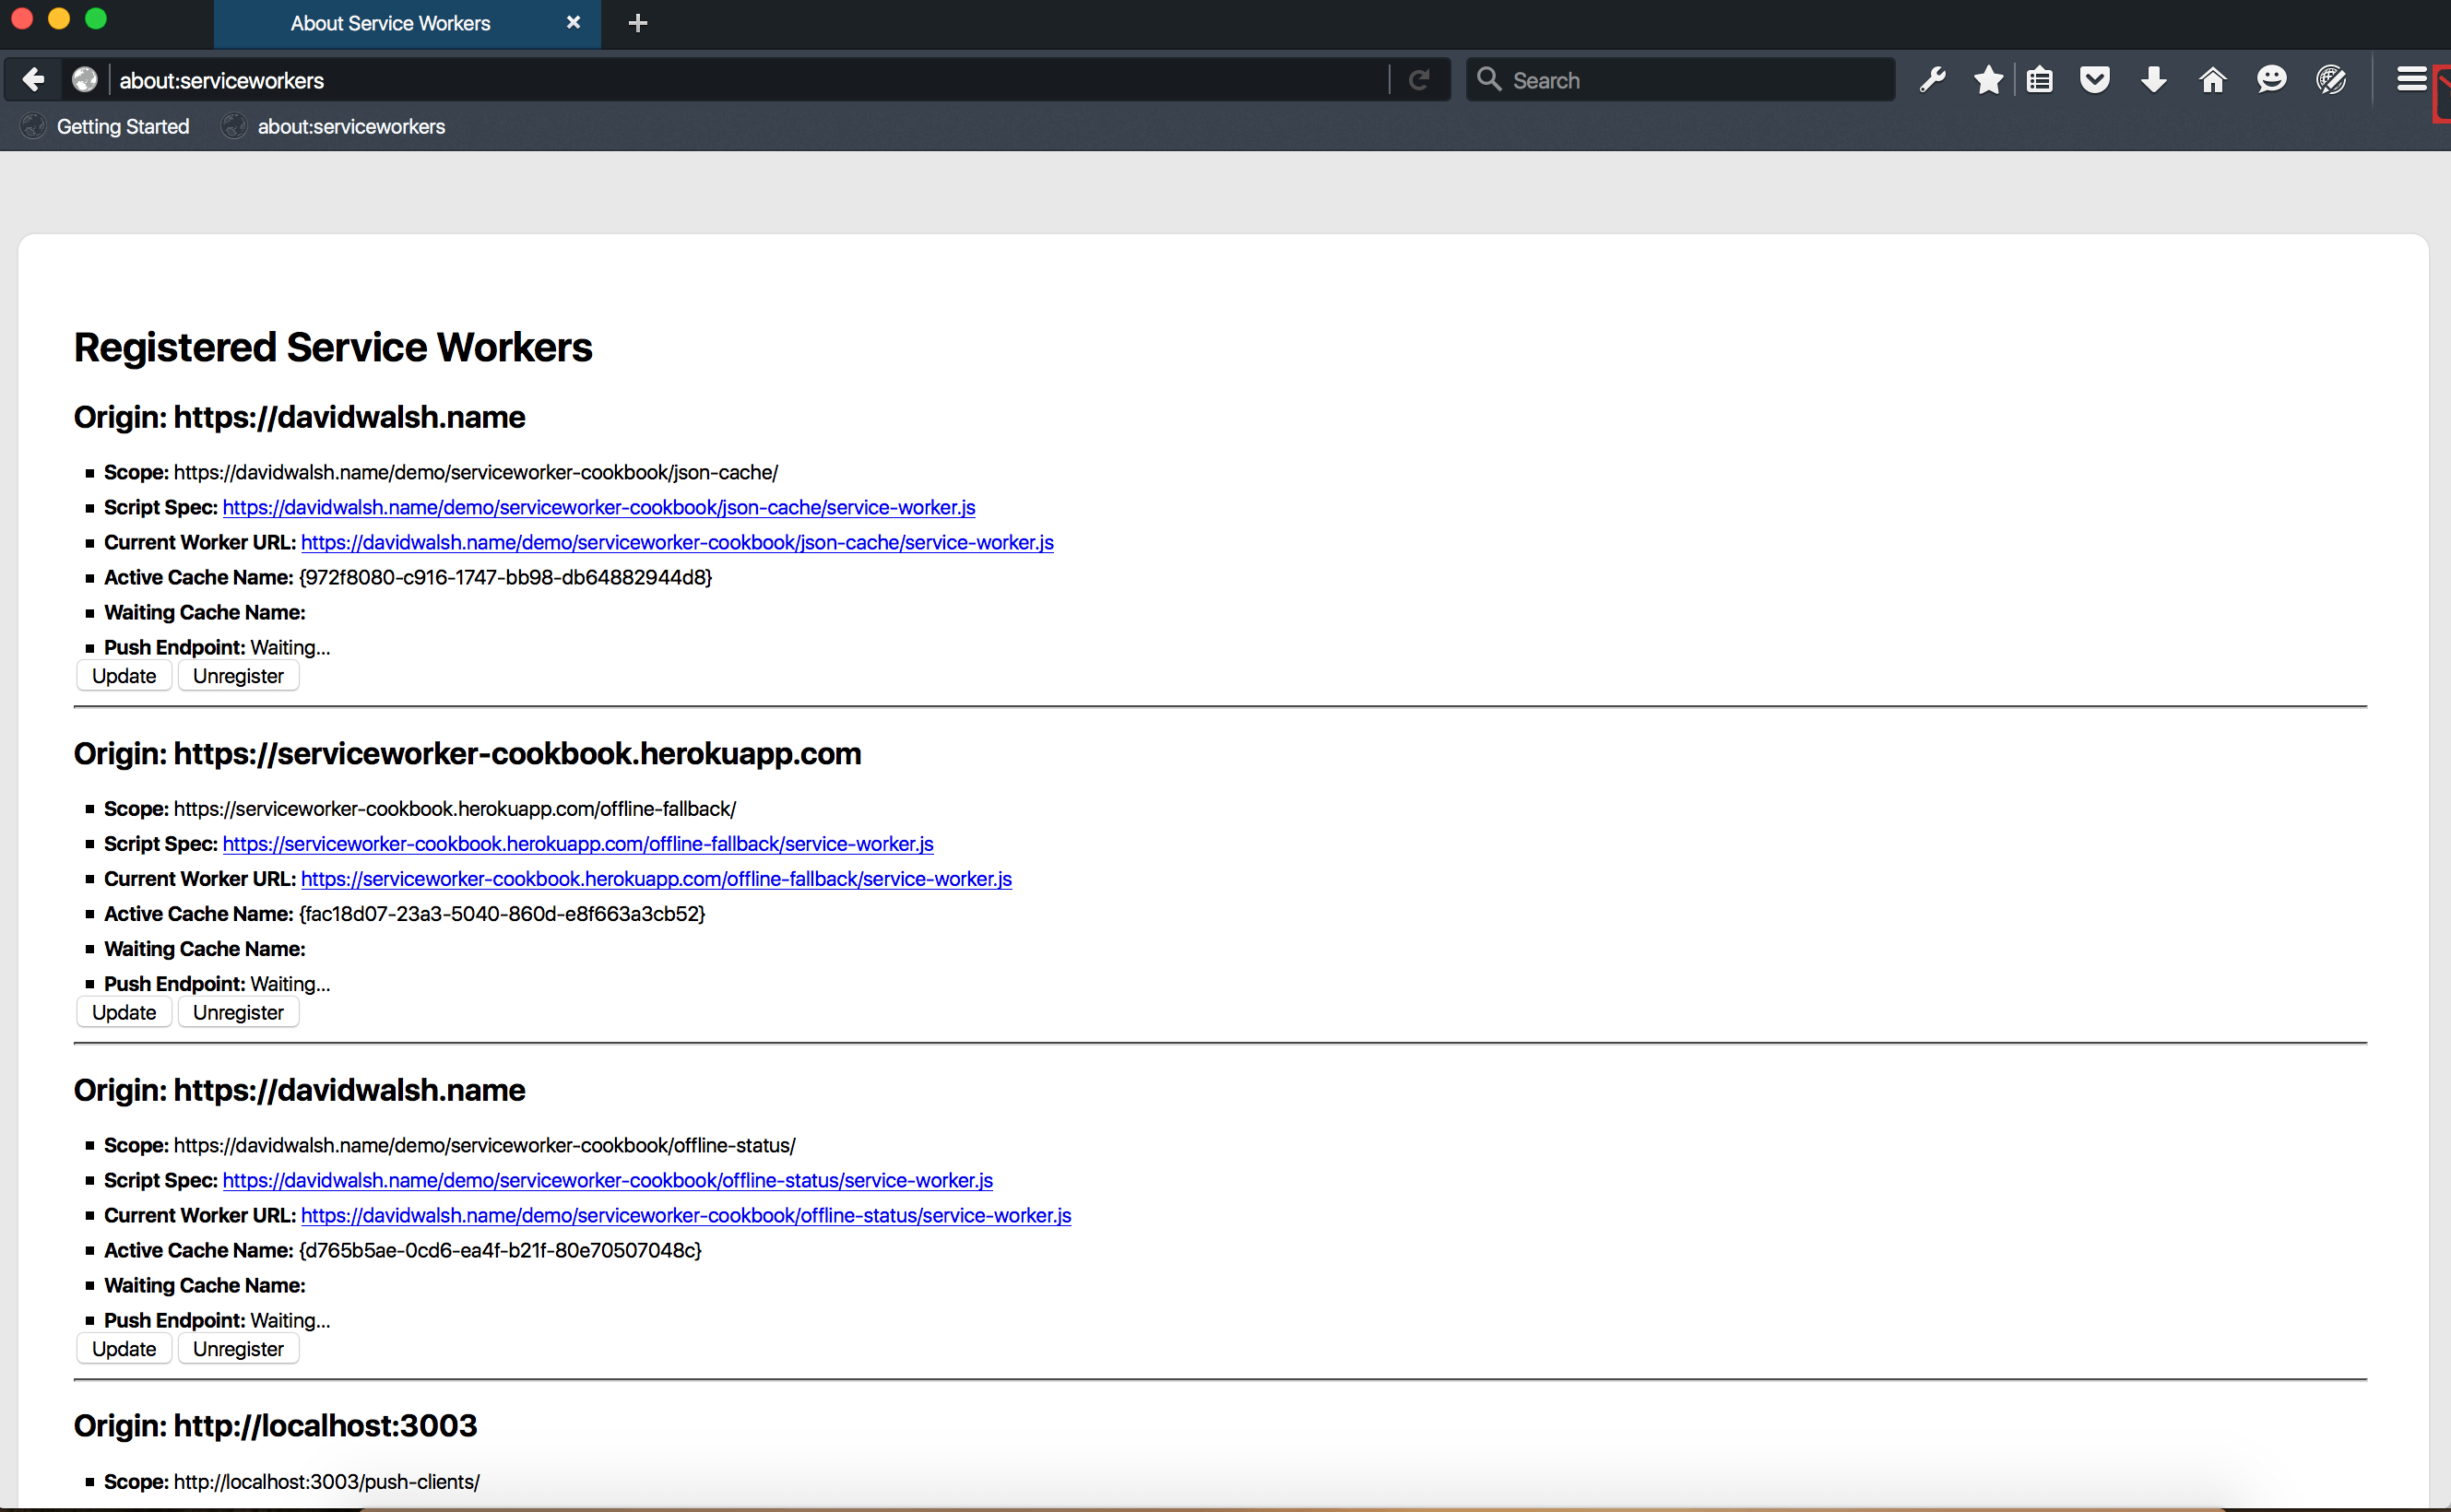 About Service Workers
about:serviceworkers
Search
Getting Started about:serviceworkers
Registered Service Workers
Origin: https://davidwalsh.name
Scope: https://davidwalsh.name/demo/serviceworker-cookbook/json-cache/
Script Spec: https://davidwalsh.name/demo/serviceworker-cookbook/json-cache/service-worker.js
Current Worker URL: https://davidwalsh.name/demo/serviceworker-cookbook/json-cache/service-worker.js
Active Cache Name: {972f8080-c916-1747-bb98-db64882944d8}
Waiting Cache Name:
Push Endpoint: Waiting...
Update Unregister
Origin: https://serviceworker-cookbook.herokuapp.com
Scope: https://serviceworker-cookbook.herokuapp.com/offline-fallback/
Script Spec: https://serviceworker-cookbook.herokuapp.com/offline-fallback/service-worker.js
Current Worker URL: https://serviceworker-cookbook.herokuapp.com/offline-fallback/service-worker.js
Active Cache Name: {fac18d07-23a3-5040-860d-e8f663a3cb52}
Waiting Cache Name:
Push Endpoint: Waiting...
Update Unregister
Origin: https://davidwalsh.name
Scope: https://davidwalsh.name/demo/serviceworker-cookbook/offline-status/
Script Spec: https://davidwalsh.name/demo/serviceworker-cookbook/offline-status/service-worker.js
Current Worker URL: https://davidwalsh.name/demo/serviceworker-cookbook/offline-status/service-worker.js
Active Cache Name: {d765b5ae-0cd6-ea4f-b21f-80e70507048c}
Waiting Cache Name:
Push Endpoint: Waiting...
Update Unregister
Origin: http://localhost:3003
Scope: http://localhost:3003/push-clients/